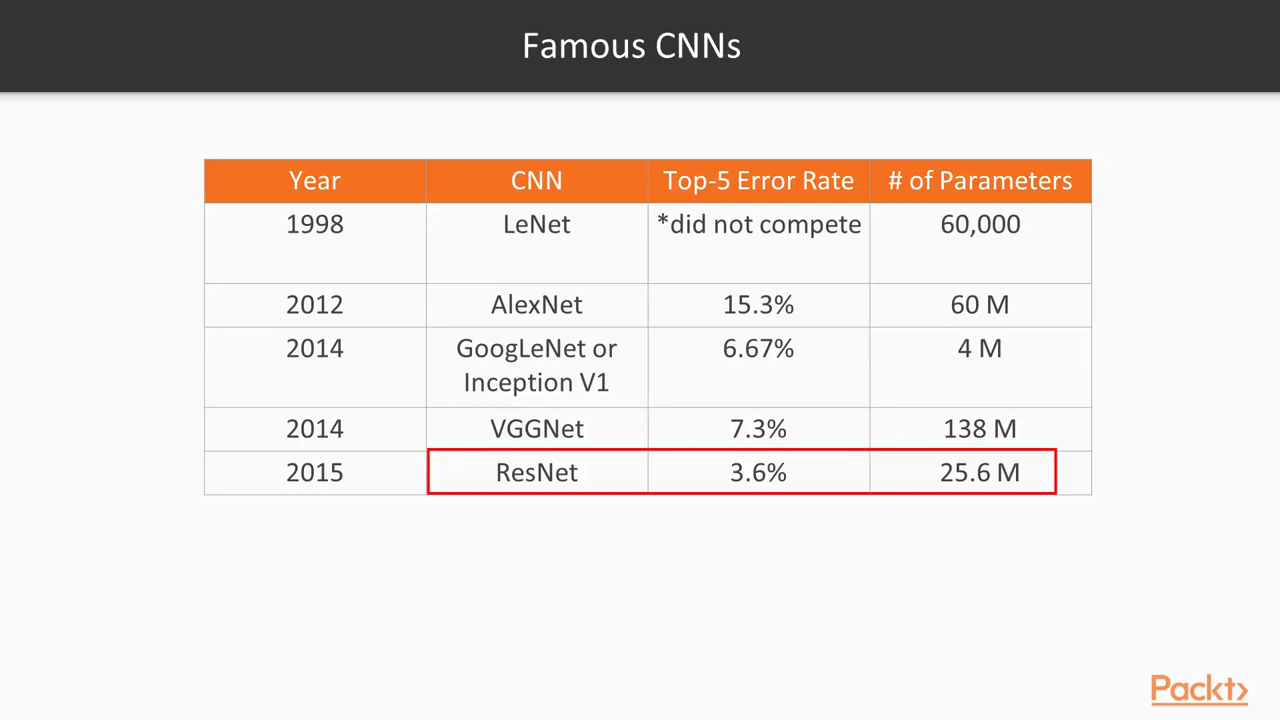 Famous CNNs
Year CNN Top-5 Error Rate # of Parameters
1998 LeNet *did not compete 60,000
2012 AlexNet 15.3% 60 M
2014 GoogLeNet or 6.67% 4 M
Inception V1
2014 VGGNet 7.3% 138 M
2015 ResNet 3.6% 25.6 M
Packt>